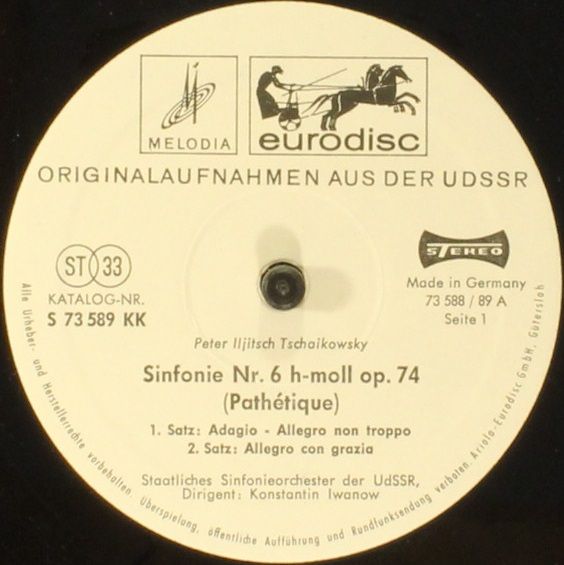 MELODIA
eurodisc
ORIGINALAUFNAHMEN AUS DER UDSSR
ST 33
KATALOG-NR.
S 73 589 KK
STEREO
Made in Germany
73 588 / 89 A
Seite 1
Peter Iljitsch Tschaikowsky
Sinfonie Nr. 6 h-moll op. 74
(Pathétique)
1. Satz: Adagio - Allegro non troppo
2. Satz: Allegro con grazia
Staatliches Sinfonieorchester der UdSSR,
Dirigent: Konstantin Iwanow
Alle Urheber- und Herstellerrechte vorbehalten. Überspielung, öffentliche Aufführung und Rundfunksendung verboten. Ariola-Eurodisc GmbH, Gütersloh